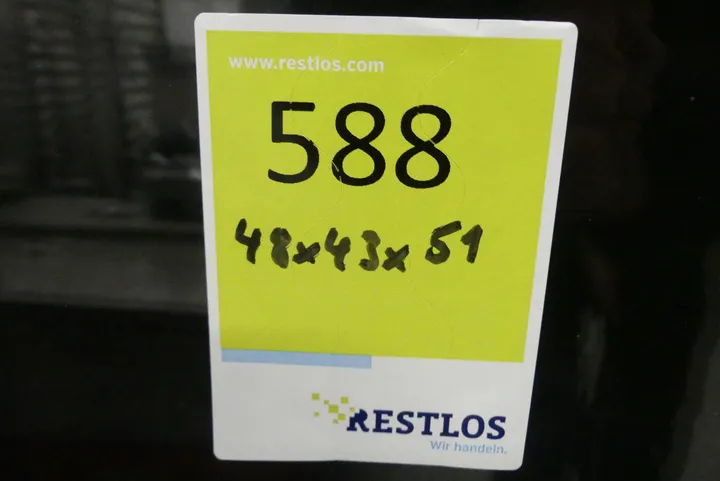 www.restlos.com
588
48x43x51
RESTLOS
Wir handeln.